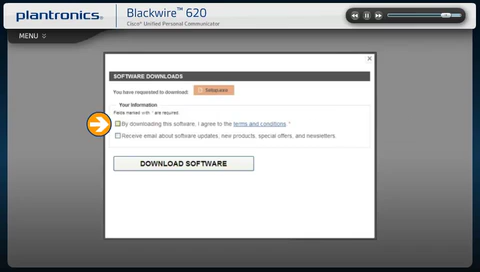 plantronics®
Blackwire™ 620
Cisco® Unified Personal Communicator
MENU
SOFTWARE DOWNLOADS
You have requested to download: Setup.exe
Your Information
Fields marked with * are required.
By downloading this software, I agree to the terms and conditions. *
Receive email about software updates, new products, special offers, and newsletters.
DOWNLOAD SOFTWARE